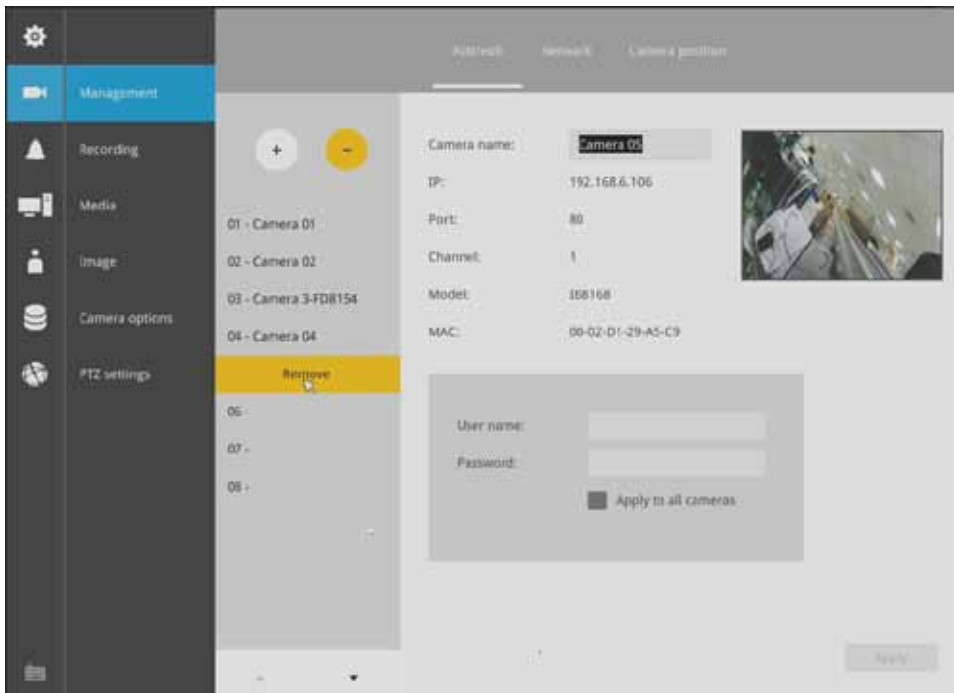 Address Network Camera position
Management
Recording
Media
Image
Camera options
PTZ settings
+ -
01 - Camera 01
02 - Camera 02
03 - Camera 3-FD8154
04 - Camera 04
Remove
06 -
07 -
08 -
Camera name: Camera 05
IP: 192.168.6.106
Port: 80
Channel: 1
Model:
MAC: 00-02-D1-29-A5-C9
User name:
Password:
Apply to all cameras
Apply